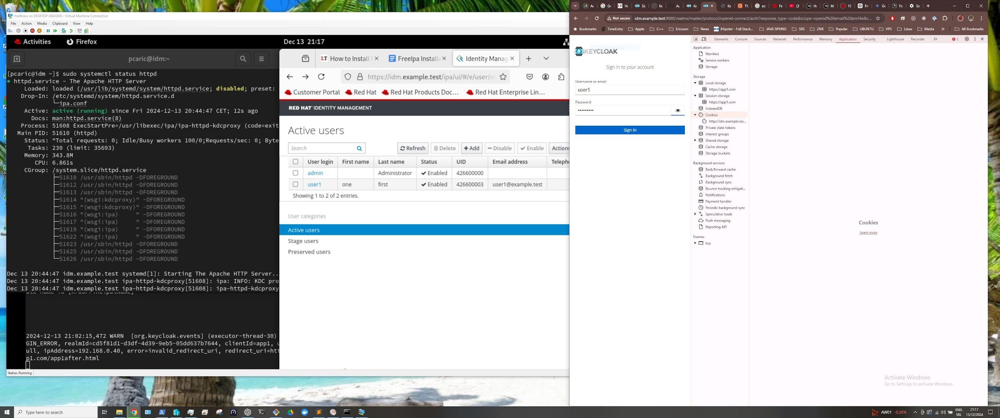 rhel9new on DESKTOP-69AGKI8 - Virtual Machine Connection
File Action Media Clipboard View Help
Activities Firefox
Dec 13 21:17
pcaric@idm:~
[pcaric@idm ~]$ sudo systemctl status httpd
● httpd.service - The Apache HTTP Server
Loaded: loaded (/usr/lib/systemd/system/httpd.service; disabled; preset:
Drop-In: /etc/systemd/system/httpd.service.d
└─ipa.conf
Active: active (running) since Fri 2024-12-13 20:44:47 CET; 12s ago
Docs: man:httpd.service(8)
Process: 51608 ExecStartPre=/usr/libexec/ipa/ipa-httpd-kdcproxy (code=exit
Main PID: 51610 (httpd)
Status: "Total requests: 0; Idle/Busy workers 100/0;Requests/sec: 0; Byte
Tasks: 230 (limit: 35693)
Memory: 343.8M
CPU: 6.861s
CGroup: /system.slice/httpd.service
├─51610 /usr/sbin/httpd -DFOREGROUND
├─51612 /usr/sbin/httpd -DFOREGROUND
├─51613 /usr/sbin/httpd -DFOREGROUND
├─51614 "(wsgi:kdcproxy)" -DFOREGROUND
├─51615 "(wsgi:kdcproxy)" -DFOREGROUND
├─51616 "(wsgi:ipa)      " -DFOREGROUND
├─51617 "(wsgi:ipa)      " -DFOREGROUND
├─51619 "(wsgi:ipa)      " -DFOREGROUND
├─51622 "(wsgi:ipa)      " -DFOREGROUND
├─51623 /usr/sbin/httpd -DFOREGROUND
├─51625 /usr/sbin/httpd -DFOREGROUND
└─51626 /usr/sbin/httpd -DFOREGROUND
Dec 13 20:44:47 idm.example.test systemd[1]: Starting The Apache HTTP Server..
Dec 13 20:44:47 idm.example.test ipa-httpd-kdcproxy[51608]: ipa: INFO: KDC pro
Dec 13 20:44:47 idm.example.test ipa-httpd-kdcproxy[51608]: ipa-httpd-kdcproxy
2024-12-13 21:02:15,472 WARN  [org.keycloak.events] (executor-thread-30)
GIN_ERROR, realmId=cd5f81d1-d3df-4d39-9eb5-05dd637b7644, clientId=app1, u
ull, ipAddress=192.168.0.40, error=invalid_redirect_uri, redirect_uri=htt
p1.com/app1after.html
Status: Running
LT How to Install F
FreeIpa Installa
Identity Manag
https://idm.example.test/ipa/ui/#/e/user/se
Customer Portal Red Hat Red Hat Products Doc... Red Hat Enterprise Lin...
RED HAT IDENTITY MANAGEMENT
Active users
Search Refresh Delete +Add Disable Enable Actions
User login First name Last name Status UID Email address Telepho
admin Administrator Enabled 426600000
user1 one first Enabled 426600003 user1@example.test
Showing 1 to 2 of 2 entries.
User categories
Active users
Stage users
Preserved users
Not secure idm.example.test:9080/realms/master/protocol/openid-connect/auth?response_type=code&scope=openid%20email%20profile&c...
Bookmarks TimeEntry Apple C++ Ericsson News JHipster - Full Stack... JAVA SPRING SRS ZNR Popular UBUNTU VPS Linux Media » All Bookmarks
KEYCLOAK
Sign in to your account
Username or email
user1
Password
•••••••••
Sign In
Elements Console Sources Network Performance Memory Application Security Lighthouse Recorder » 1
Application
Manifest
Service workers
Storage
Storage
Local storage
https://app1.com
Session storage
https://app1.com
IndexedDB
Cookies
http://idm.example.tes...
Private state tokens
Interest groups
Shared storage
Cache storage
Storage buckets
Background services
Back/forward cache
Background fetch
Background sync
Bounce tracking mitigati...
Notifications
Payment handler
Periodic background sync
Speculative loads
Push messaging
Reporting API
Frames
top
Cookies
Learn more
Activate Windows
Go to Settings to activate Windows.
Type here to search
AW01 -0.26%
ENG
SRL
21:17
13/12/2024